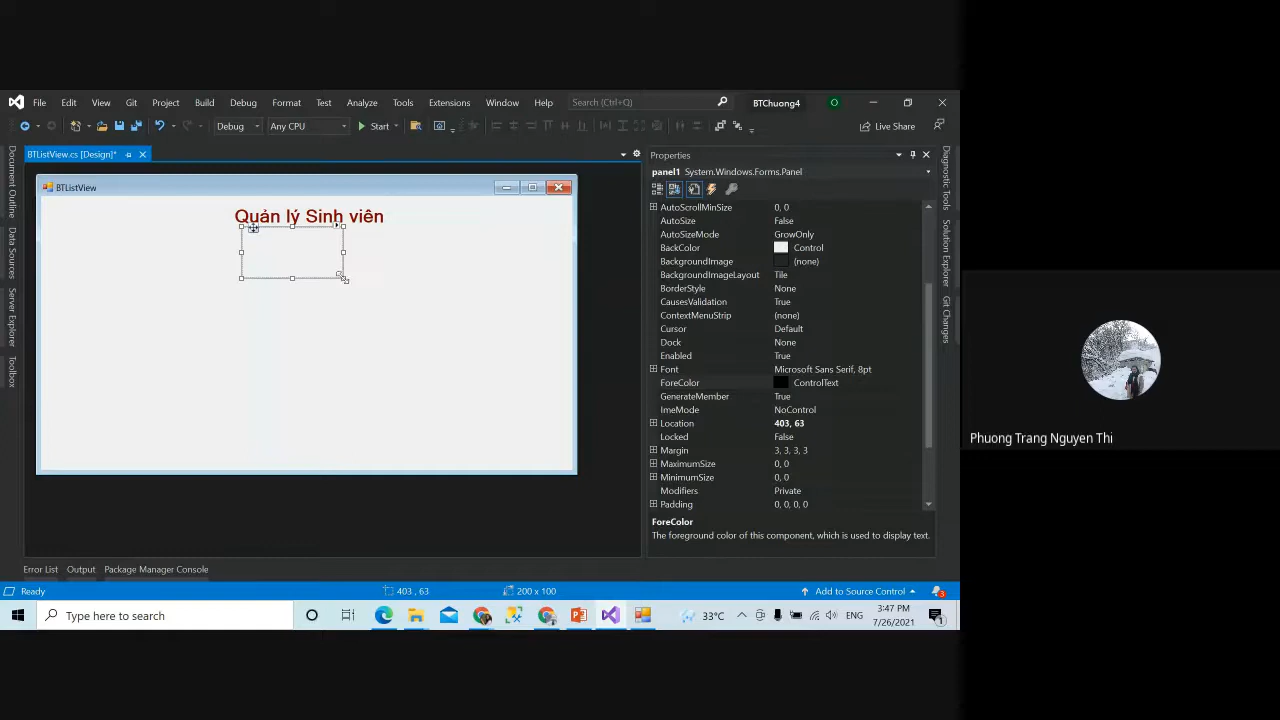 File Edit View Git Project Build Debug Format Test Analyze Tools Extensions Window Help Search (Ctrl+Q) BTChuong4 O
Debug Any CPU Start Live Share
BTListView.cs [Design]*
Document Outline
Data Sources
Server Explorer
Toolbox
BTListView
Quản lý Sinh viên
Properties
panel1 System.Windows.Forms.Panel
AutoScrollMinSize 0, 0
AutoSize False
AutoSizeMode GrowOnly
BackColor Control
BackgroundImage (none)
BackgroundImageLayout Tile
BorderStyle None
CausesValidation True
ContextMenuStrip (none)
Cursor Default
Dock None
Enabled True
Font Microsoft Sans Serif, 8pt
ForeColor ControlText
GenerateMember True
ImeMode NoControl
Location 403, 63
Locked False
Margin 3, 3, 3, 3
MaximumSize 0, 0
MinimumSize 0, 0
Modifiers Private
Padding 0, 0, 0, 0
ForeColor
The foreground color of this component, which is used to display text.
Diagnostic Tools
Solution Explorer
Git Changes
Phuong Trang Nguyen Thi
Error List Output Package Manager Console
Ready 403 , 63 200 x 100 Add to Source Control 3
Type here to search 33°C ENG 3:47 PM
7/26/2021 1